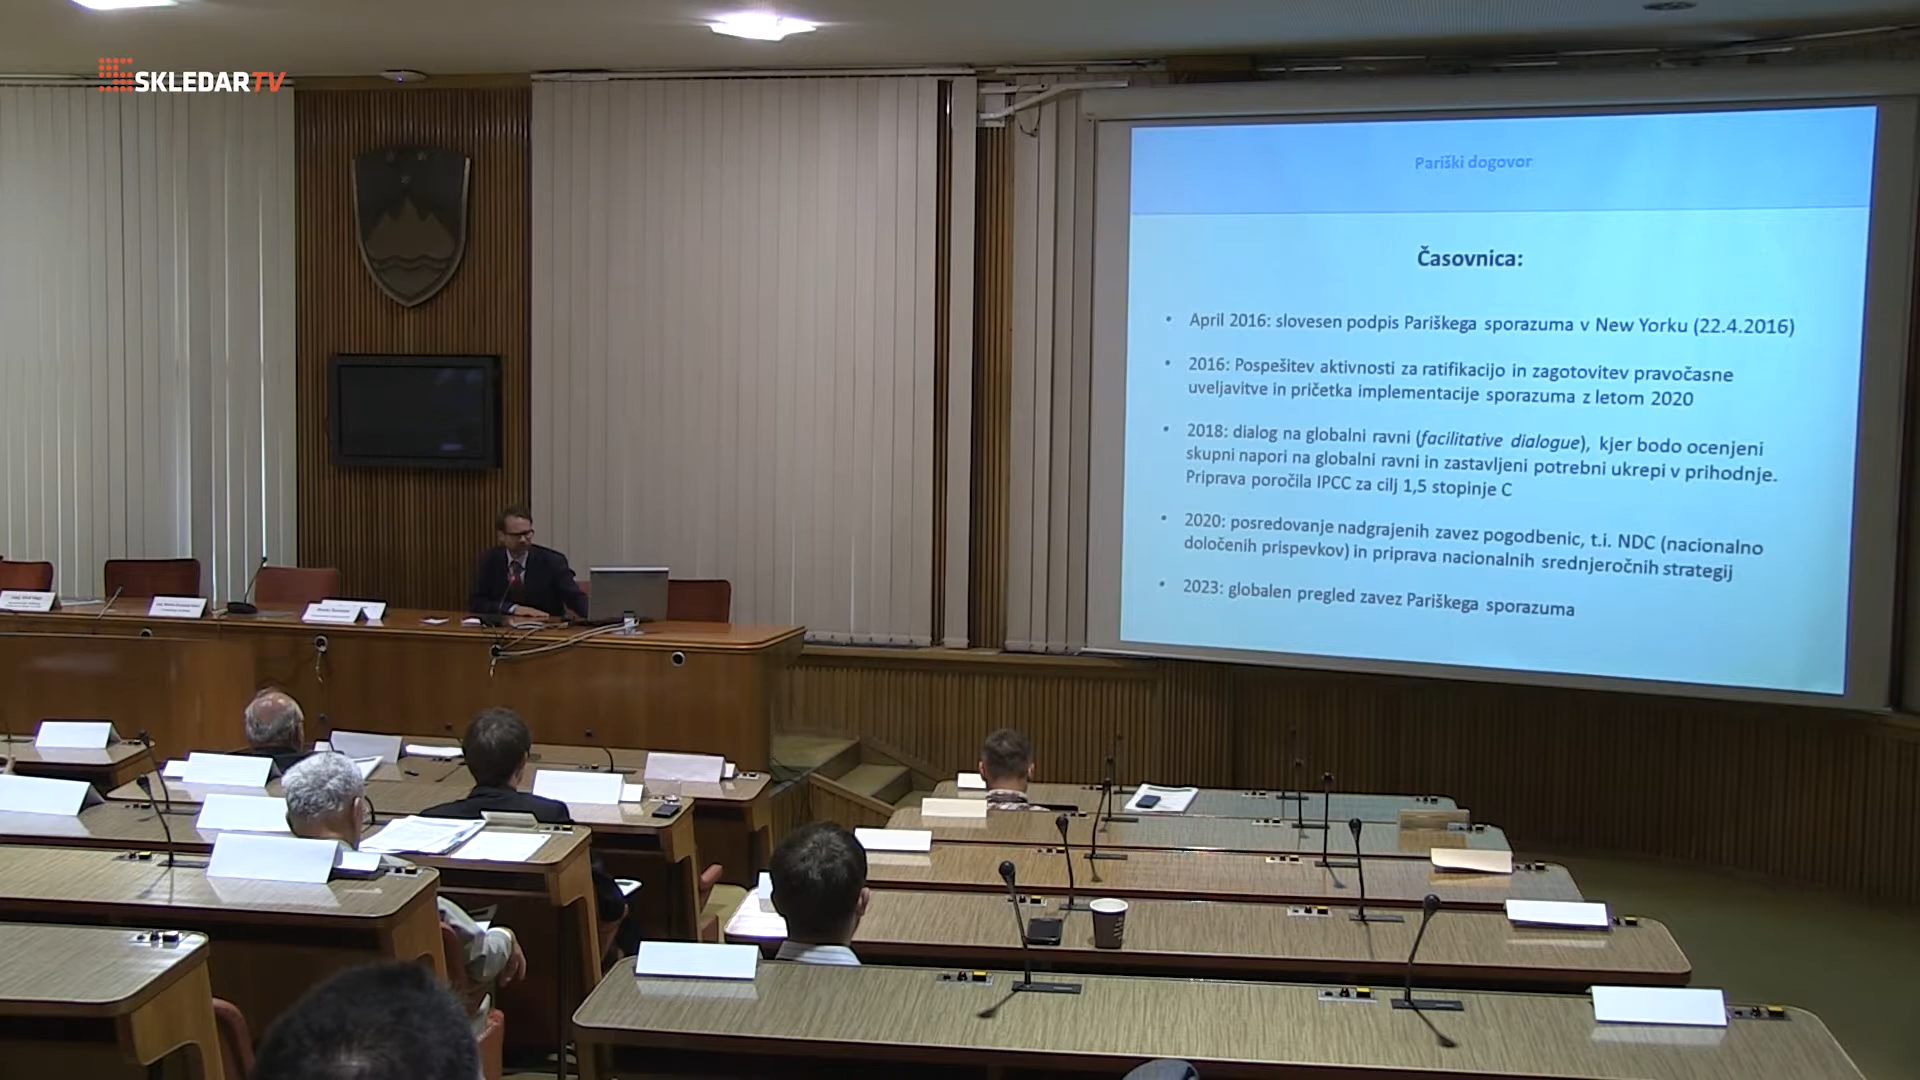 SKLEDARTV
Pariški dogovor
Časovnica:
• April 2016: slovesen podpis Pariškega sporazuma v New Yorku (22.4.2016)
• 2016: Pospešitev aktivnosti za ratifikacijo in zagotovitev pravočasne
uveljavitve in pričetka implementacije sporazuma z letom 2020
• 2018: dialog na globalni ravni (facilitative dialogue), kjer bodo ocenjeni
skupni napori na globalni ravni in zastavljeni potrebni ukrepi v prihodnje.
Priprava poročila IPCC za cilj 1,5 stopinje C
• 2020: posredovanje nadgrajenih zavez pogodbenic, t.i. NDC (nacionalno
določenih prispevkov) in priprava nacionalnih srednjeročnih strategij
• 2023: globalen pregled zavez Pariškega sporazuma